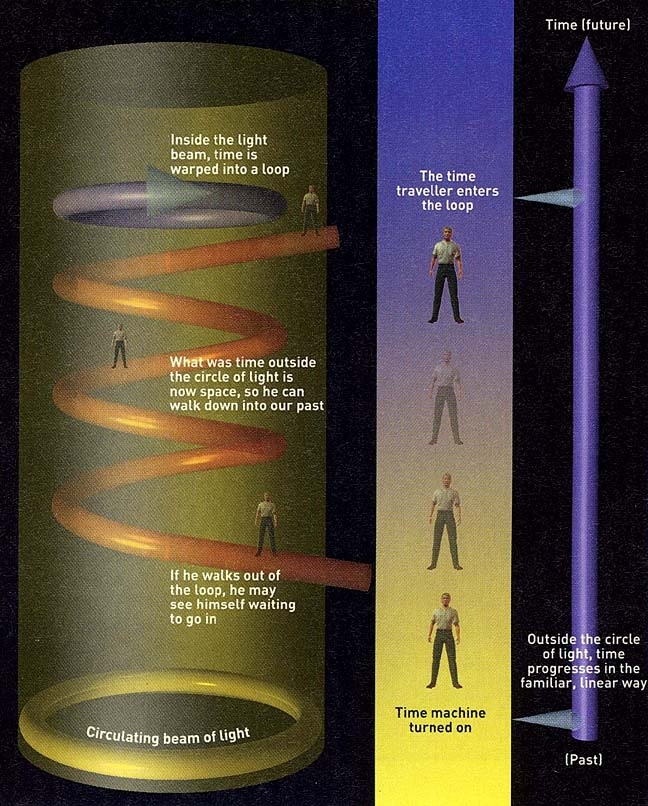 Time (future)
Inside the light
beam, time is
warped into a loop
The time
traveller enters
the loop
What was time outside
the circle of light is
now space, so he can
walk down into our past
If he walks out of
the loop, he may
see himself waiting
to go in
Outside the circle
of light, time
progresses in the
familiar, linear way
Time machine
turned on
Circulating beam of light
(Past)